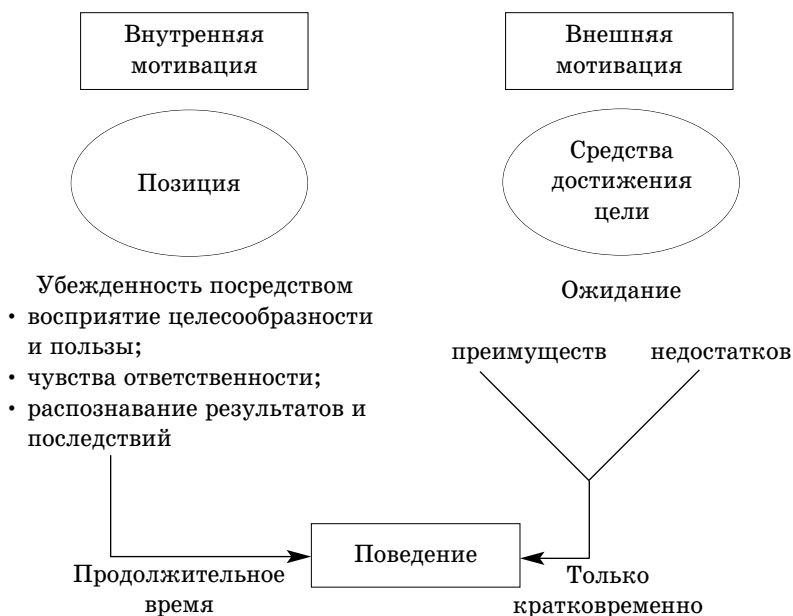 Внутренняя
мотивация
Внешняя
мотивация
Позиция
Средства
достижения
цели
Убежденность посредством
• восприятие целесообразности
и пользы;
• чувства ответственности;
• распознавание результатов и
последствий
Ожидание
преимуществ недостатков
Поведение
Продолжительное
время
Только
кратковременно